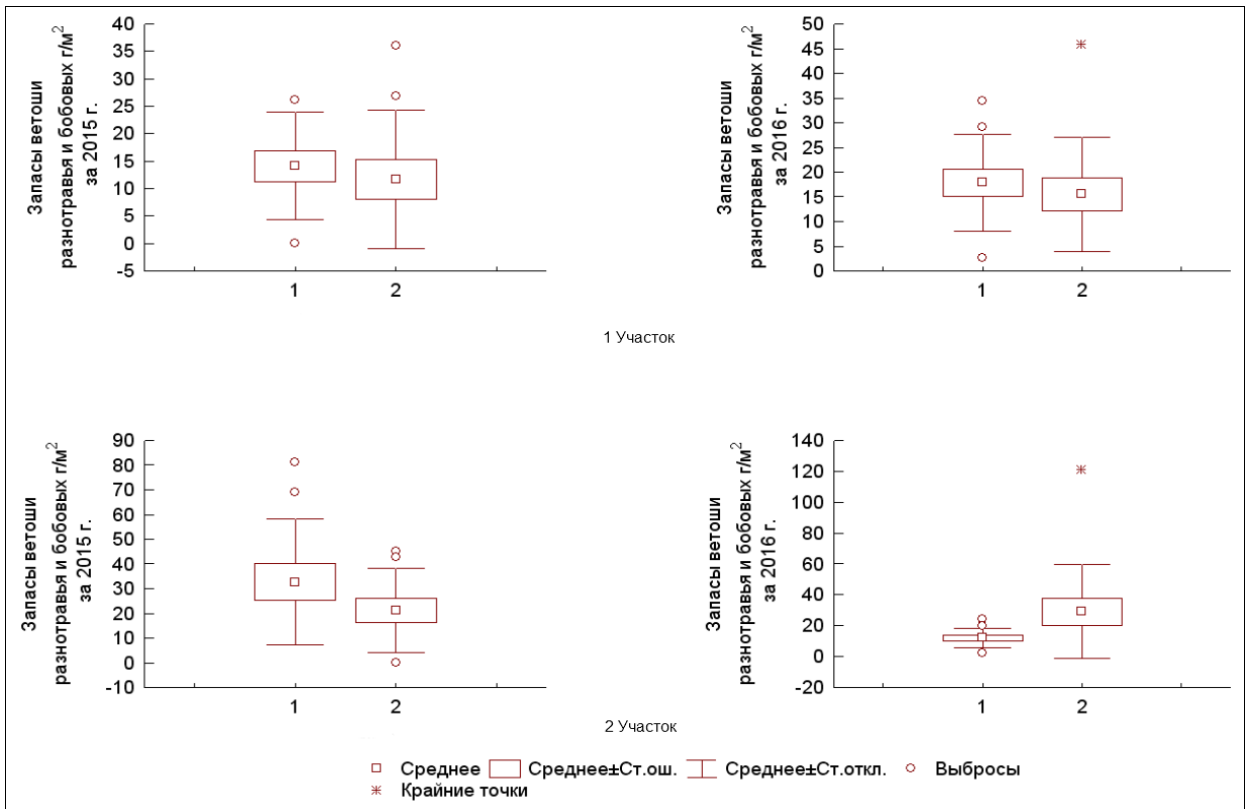 Запасы ветоши
разнотравья и бобовых г/м²
за 2015 г.
40
35
30
25
20
15
10
5
0
-5
1 2
Запасы ветоши
разнотравья и бобовых г/м²
за 2016 г.
50
45
40
35
30
25
20
15
10
5
0
1 2
1 Участок
Запасы ветоши
разнотравья и бобовых г/м²
за 2015 г.
90
80
70
60
50
40
30
20
10
0
-10
1 2
Запасы ветоши
разнотравья и бобовых г/м²
за 2016 г.
140
120
100
80
60
40
20
0
-20
1 2
2 Участок
Среднее Среднее±Ст.ош. Среднее±Ст.откл. Выбросы
Крайние точки